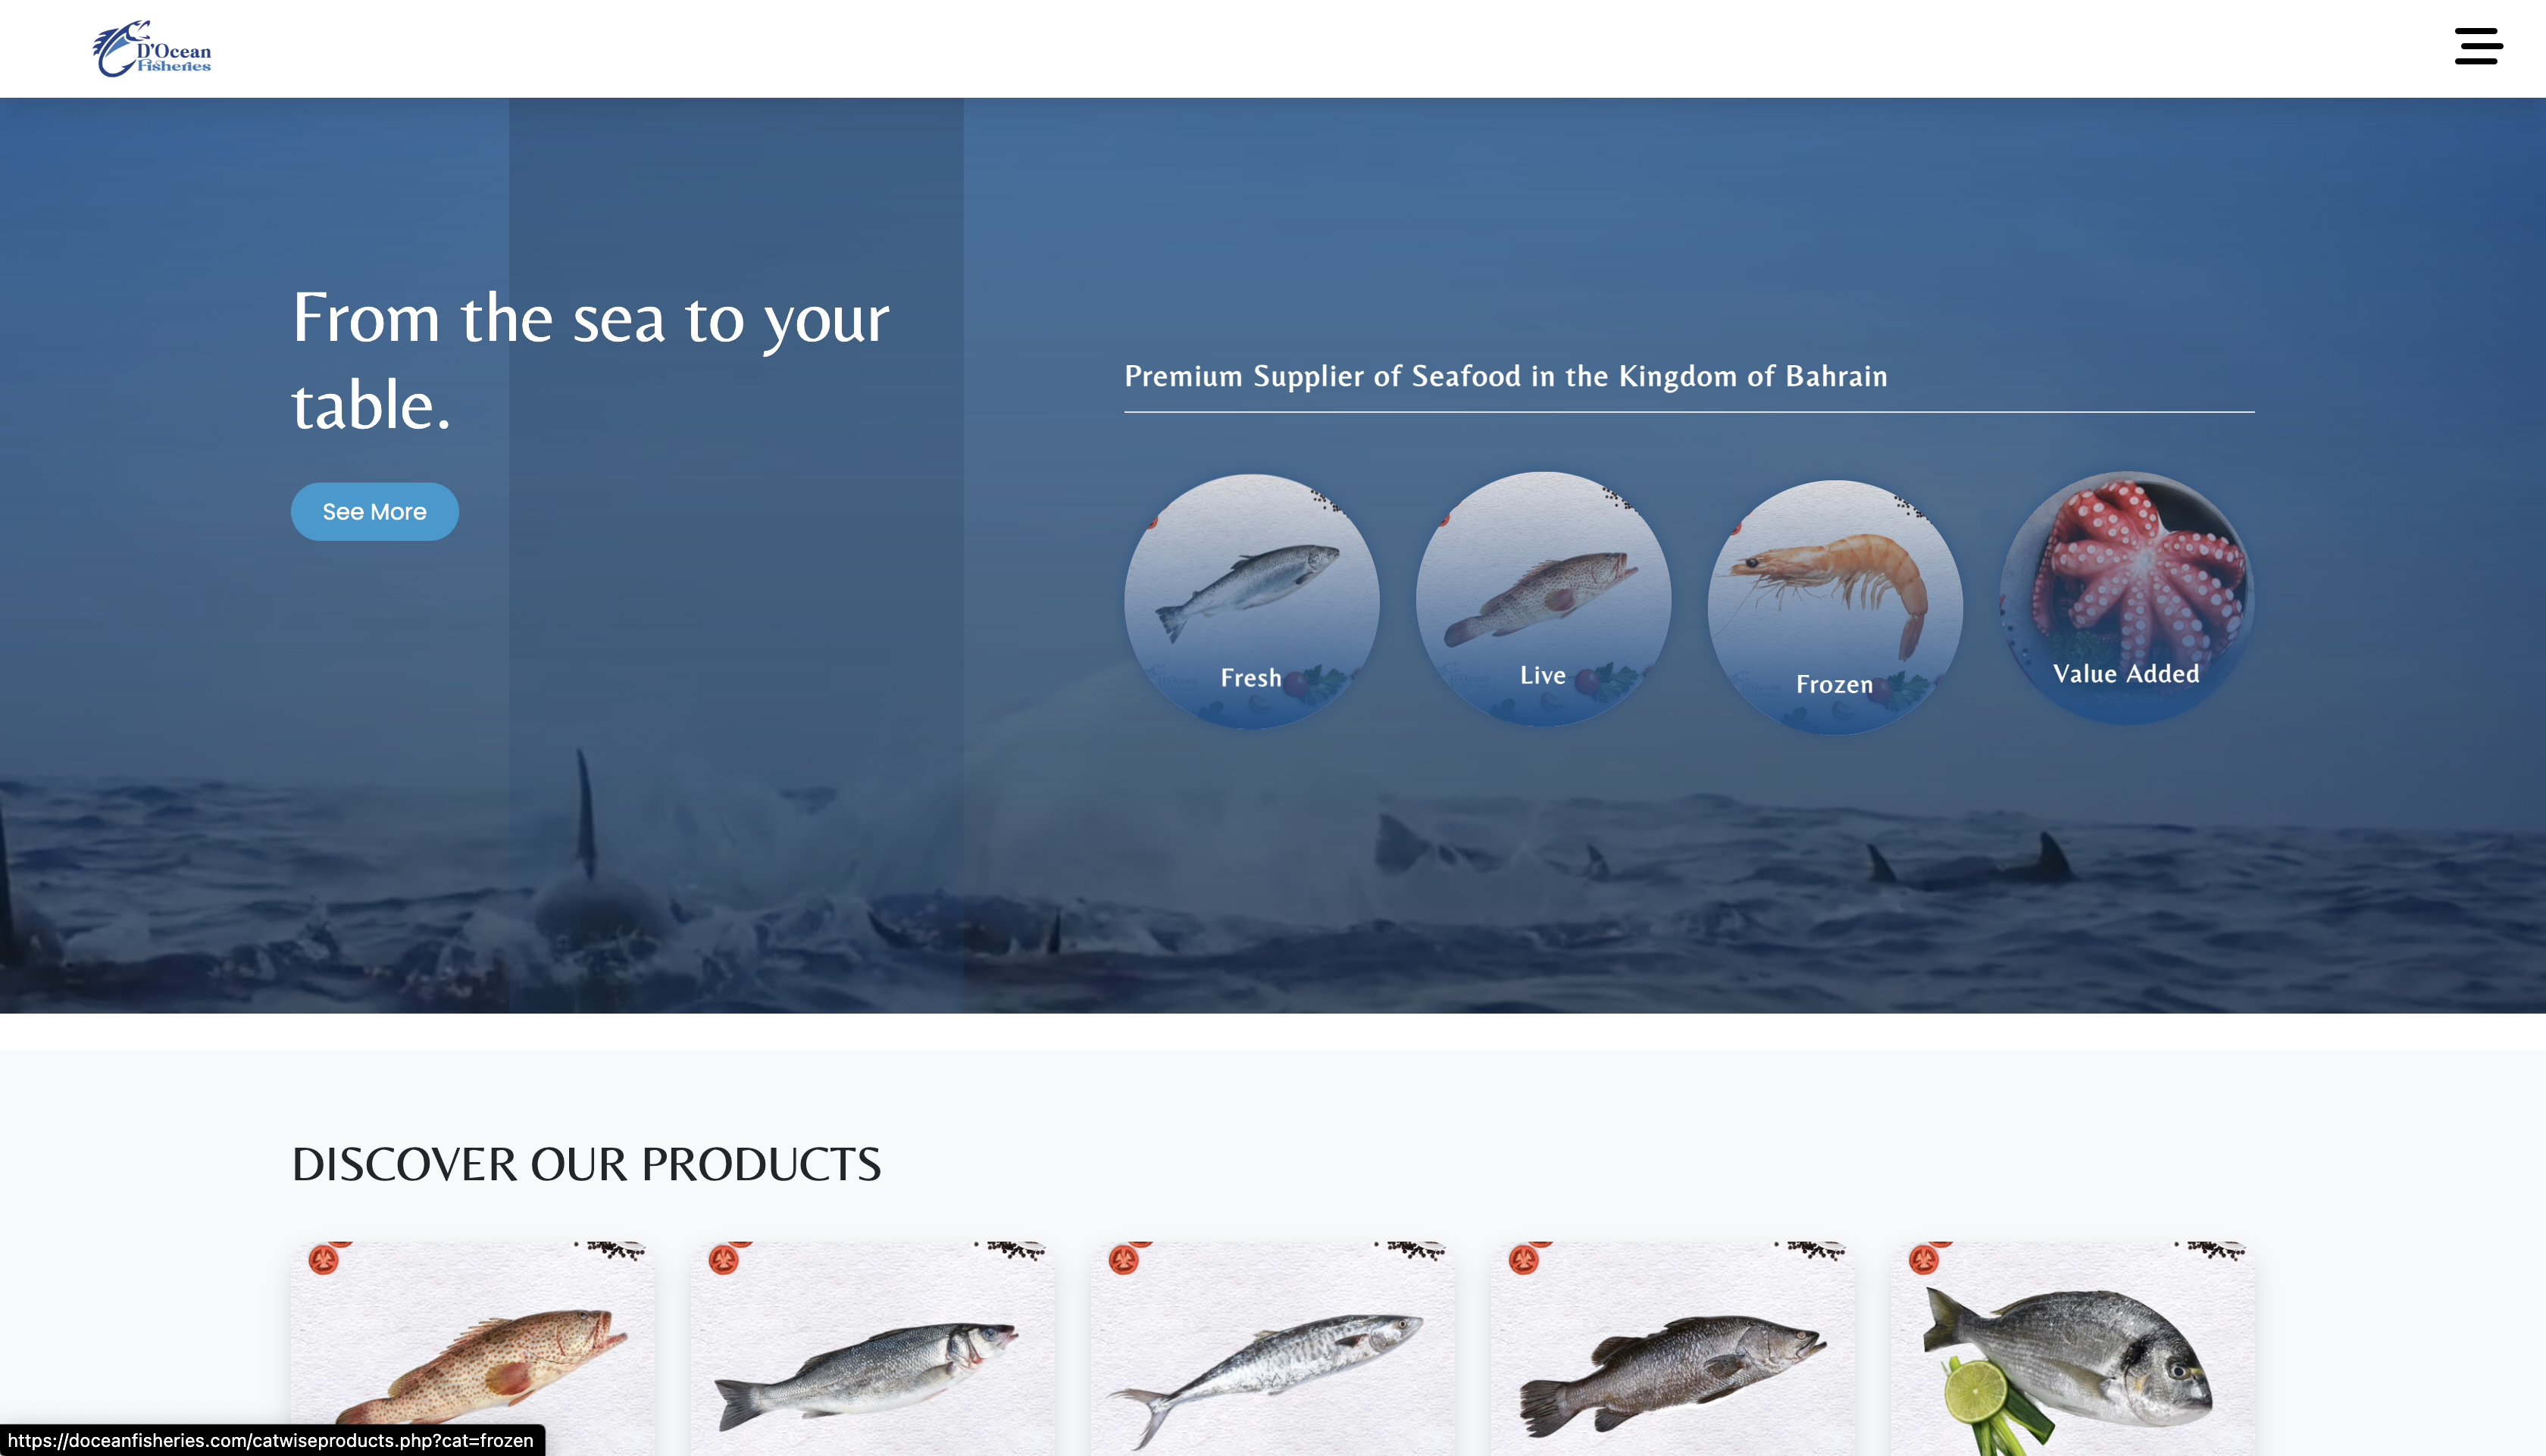 D'Ocean
Fisheries
From the sea to your
table.
See More
Premium Supplier of Seafood in the Kingdom of Bahrain
Fresh
Live
Frozen
Value Added
DISCOVER OUR PRODUCTS
https://doceanfisheries.com/catwiseproducts.php?cat=frozen